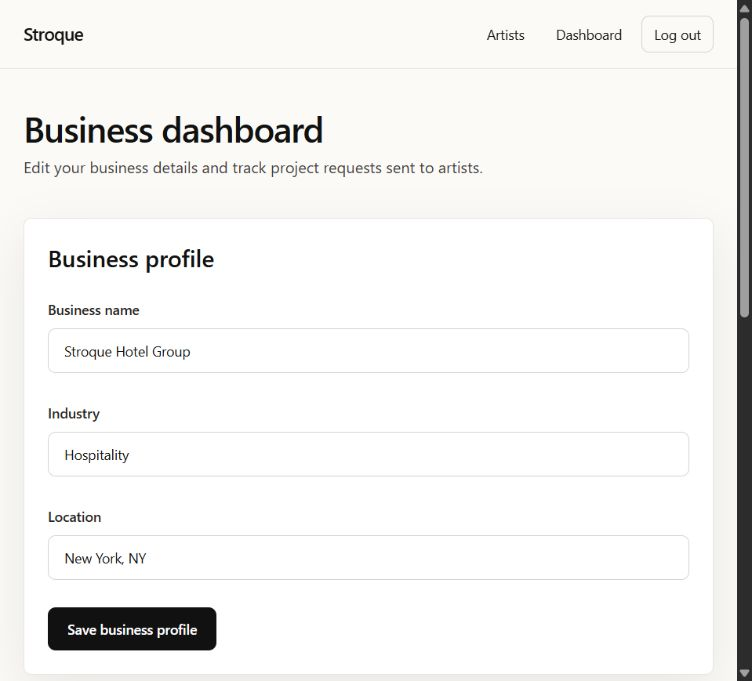 Stroque
Artists
Dashboard
Log out
Business dashboard
Edit your business details and track project requests sent to artists.
Business profile
Business name
Stroque Hotel Group
Industry
Hospitality
Location
New York, NY
Save business profile